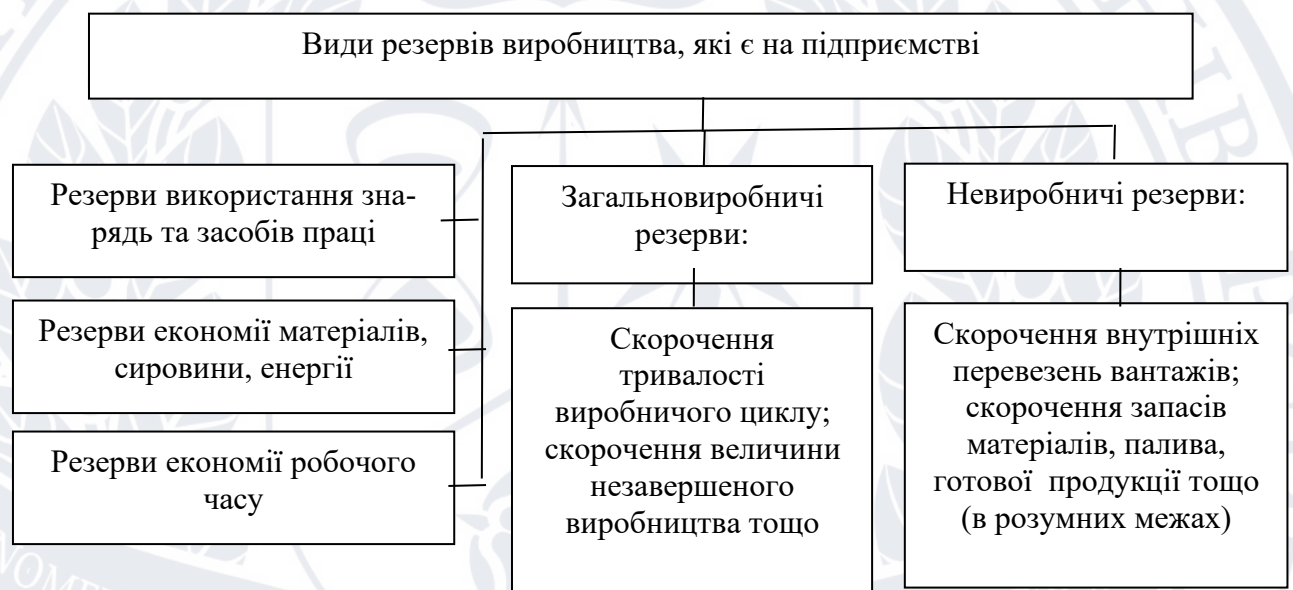 Види резервів виробництва, які є на підприємстві
Резерви використання зна-
рядь та засобів праці
Резерви економії матеріалів,
сировини, енергії
Резерви економії робочого
часу
Загальновиробничі
резерви:
Скорочення
тривалості
виробничого циклу;
скорочення величини
незавершеного
виробництва тощо
Невиробничі резерви:
Скорочення внутрішніх
перевезень вантажів;
скорочення запасів
матеріалів, палива,
готової продукції тощо
(в розумних межах)